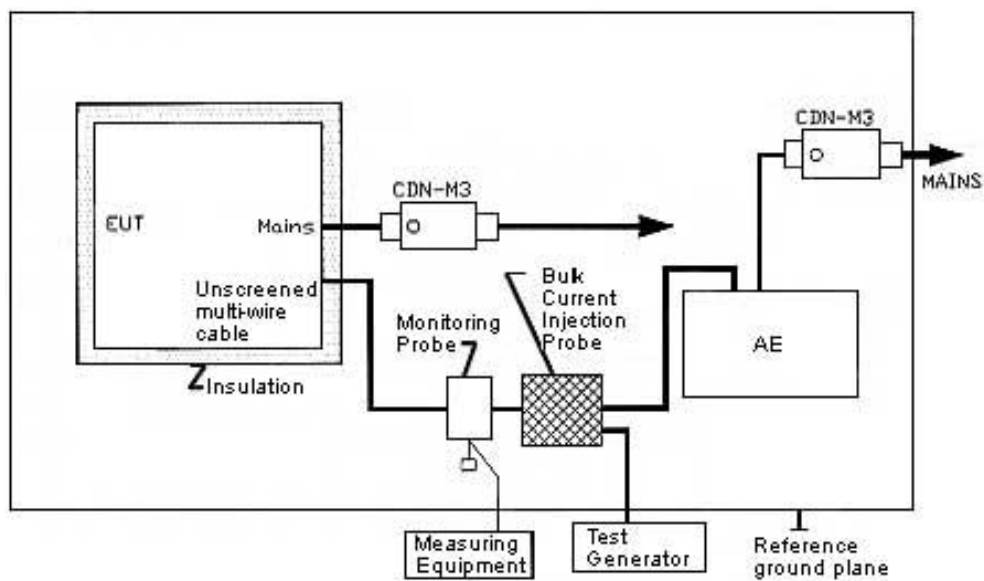 CDN-M3
MAINS
CDN-M3
EUT
Mains
Unscreened
multi-wire
cable
Insulation
Monitoring
Probe
Bulk
Current
Injection
Probe
AE
Measuring
Equipment
Test
Generator
Reference
ground plane